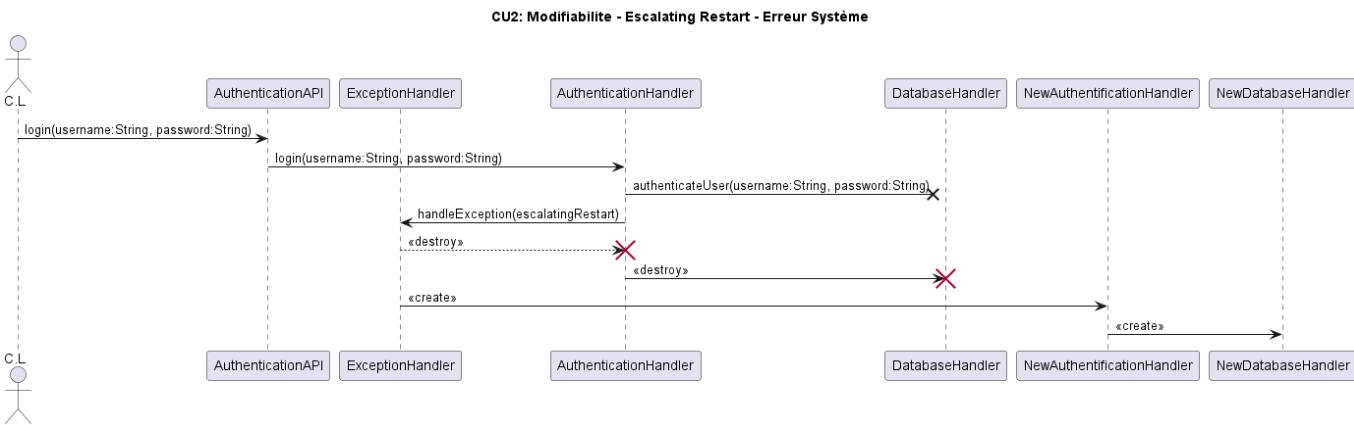 CU2: Modifiabilite - Escalating Restart - Erreur Système
C.L
AuthenticationAPI
ExceptionHandler
AuthenticationHandler
DatabaseHandler
NewAuthentificationHandler
NewDatabaseHandler
login(username:String, password:String)
login(username:String, password:String)
authenticateUser(username:String, password:String)
handleException(escalatingRestart)
«destroy»
«destroy»
«create»
«create»
C.L
AuthenticationAPI
ExceptionHandler
AuthenticationHandler
DatabaseHandler
NewAuthentificationHandler
NewDatabaseHandler